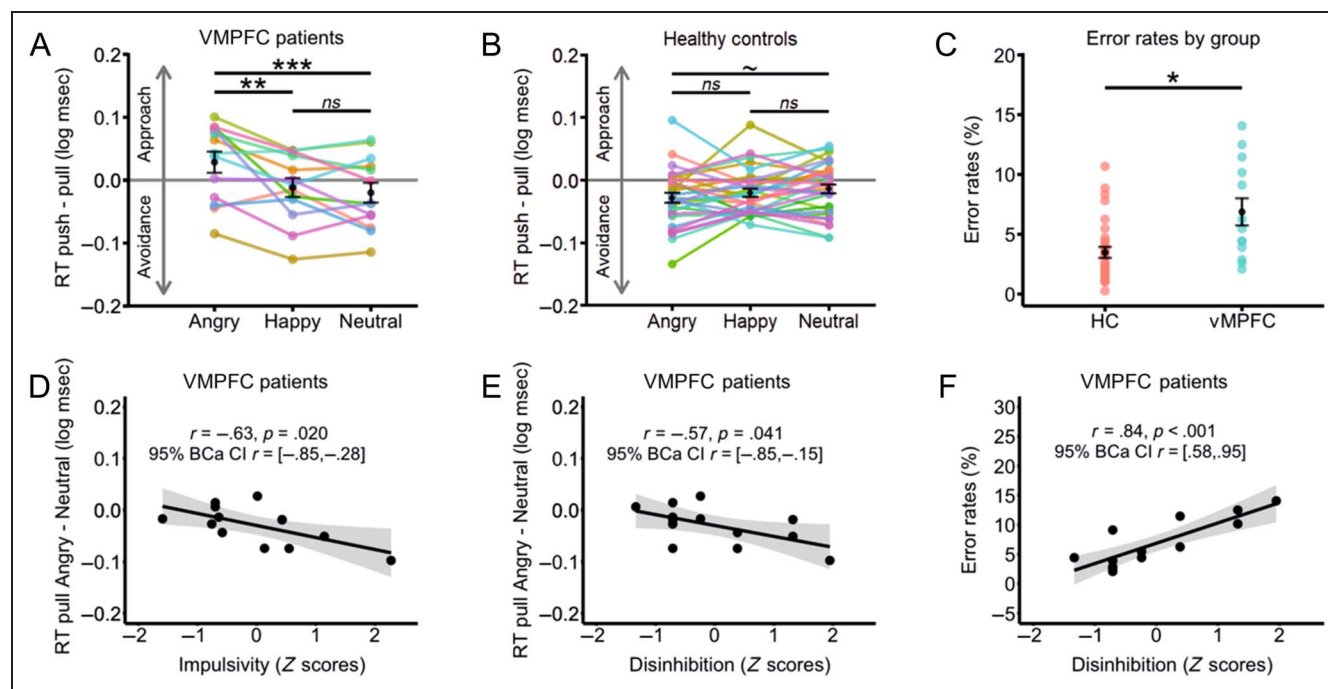 A
VMPFC patients
RT push - pull (log msec)
Approach
Avoidance
0.2
0.1
0.0
–0.1
–0.2
***
**
ns
Angry
Happy
Neutral
B
Healthy controls
RT push - pull (log msec)
Approach
Avoidance
0.2
0.1
0.0
–0.1
–0.2
~
ns
ns
Angry
Happy
Neutral
C
Error rates by group
Error rates (%)
20
15
10
5
0
*
HC
vMPFC
D
VMPFC patients
RT pull Angry - Neutral (log msec)
0.2
0.1
0.0
–0.1
–0.2
r = –.63, p = .020
95% BCa CI r = [–.85,–.28]
–2
–1
0
1
2
Impulsivity (Z scores)
E
VMPFC patients
RT pull Angry - Neutral (log msec)
0.2
0.1
0.0
–0.1
–0.2
r = –.57, p = .041
95% BCa CI r = [–.85,–.15]
–2
–1
0
1
2
Disinhibition (Z scores)
F
VMPFC patients
Error rates (%)
30
25
20
15
10
5
0
–5
r = .84, p < .001
95% BCa CI r = [.58,.95]
–2
–1
0
1
2
Disinhibition (Z scores)